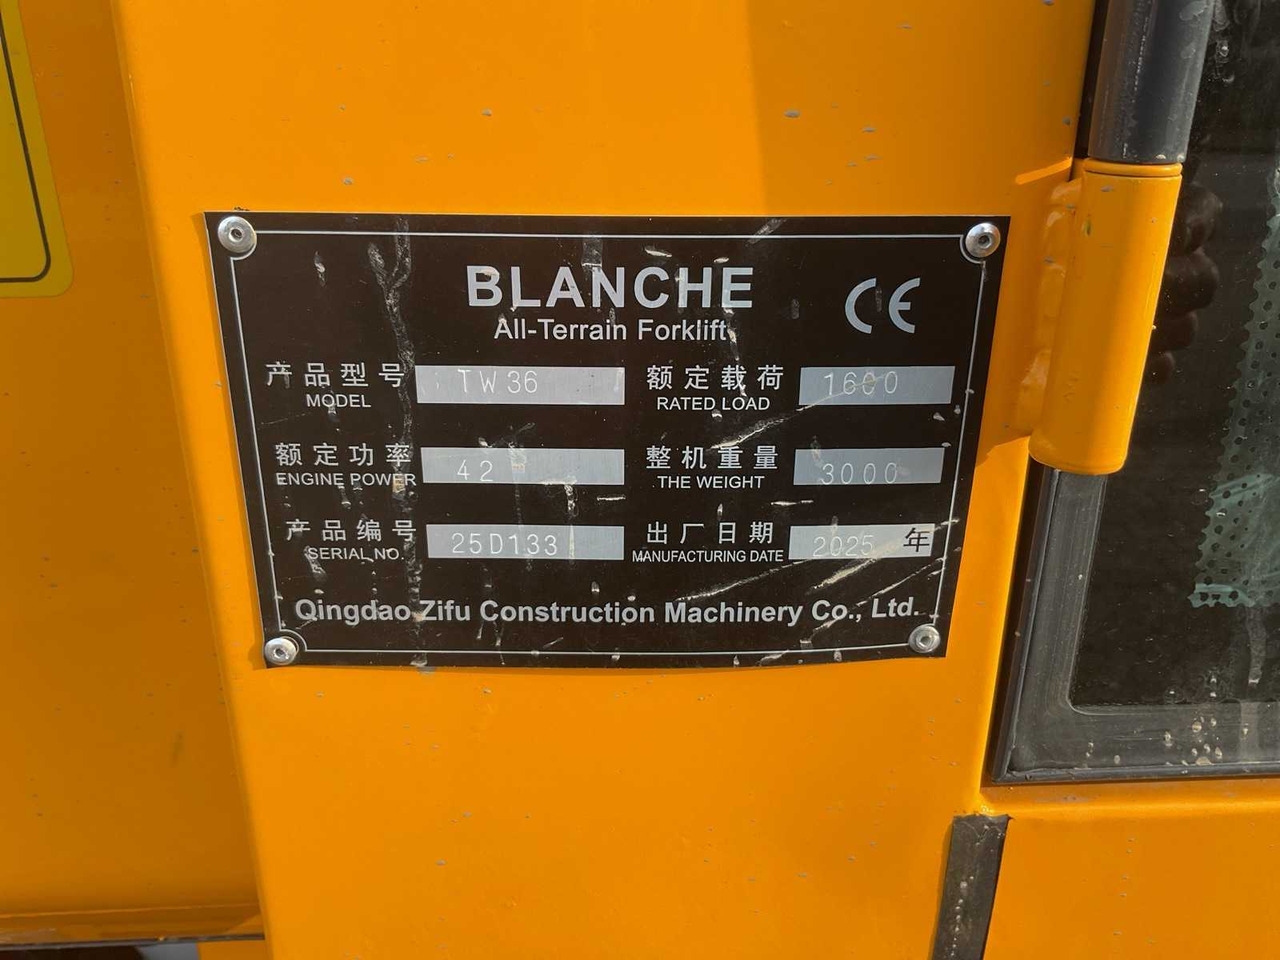 BLANCHE
CE
All-Terrain Forklift
产品型号 TW36 额定载荷 1600
MODEL RATED LOAD
额定功率 42 整机重量 3000
ENGINE POWER THE WEIGHT
产品编号 25D133 出厂日期 2025 年
SERIAL NO. MANUFACTURING DATE
Qingdao Zifu Construction Machinery Co., Ltd.